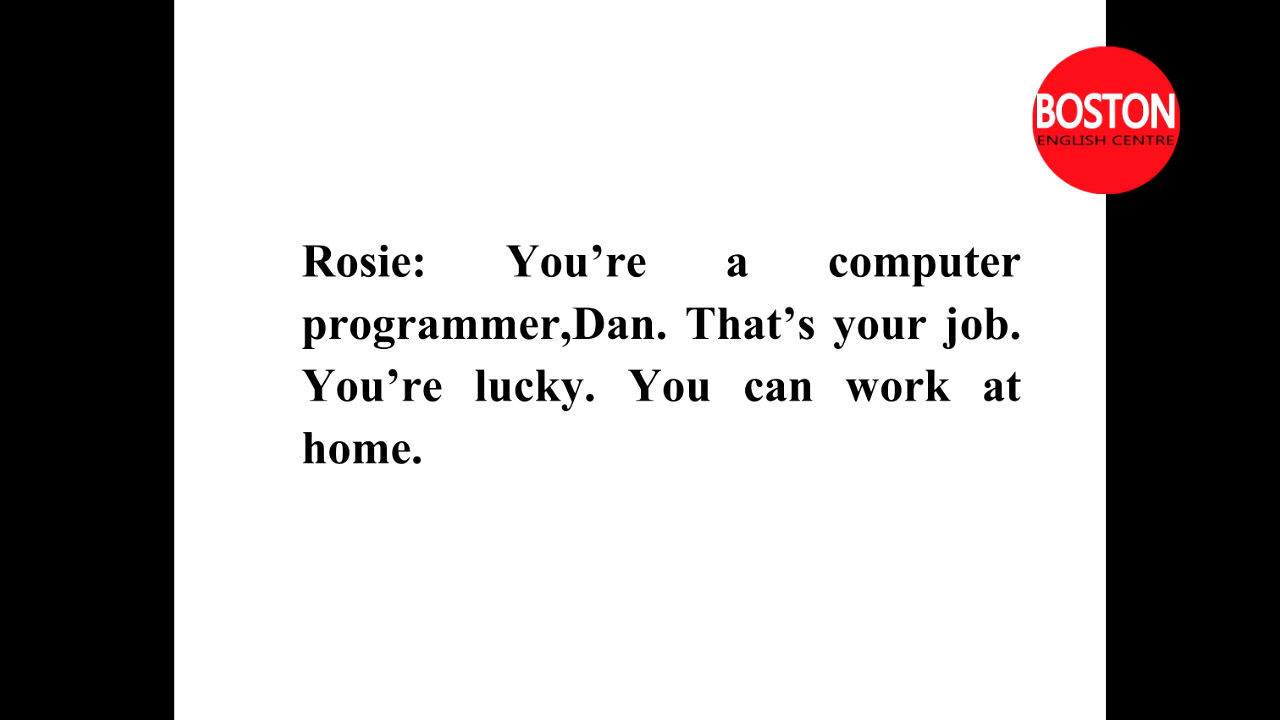 BOSTON
ENGLISH CENTRE
Rosie: You’re a computer
programmer,Dan. That’s your job.
You’re lucky. You can work at
home.